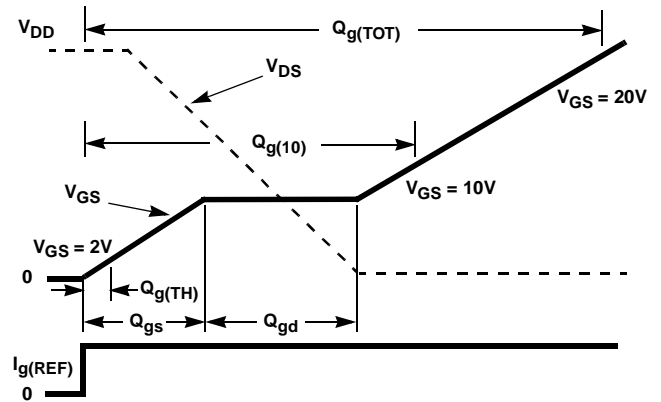 V_DD
Q_g(TOT)
V_DS
V_GS = 20V
Q_g(10)
V_GS
V_GS = 10V
V_GS = 2V
0
Q_g(TH)
Q_gs
Q_gd
I_g(REF)
0